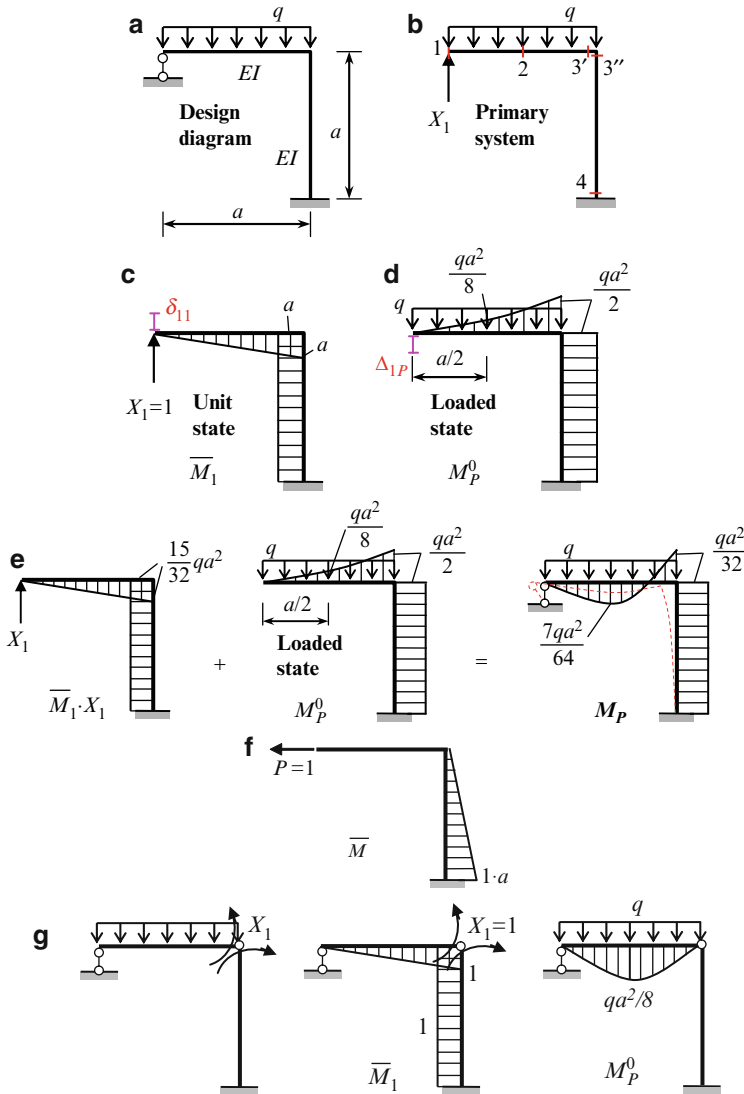 a
q
EI
Design
diagram
EI
a
a
b
q
1
2
3′
3″
X₁
Primary
system
4
c
δ₁₁
a
a
X₁=1
Unit
state
M̅₁
d
qa²/8
qa²/2
q
Δ₁P
a/2
Loaded
state
M⁰P
e
15/32 qa²
X₁
M̅₁·X₁
+
qa²/8
qa²/2
q
a/2
Loaded
state
M⁰P
=
q
qa²/32
7qa²/64
MP
f
P=1
M̅
1·a
g
X₁
X₁=1
1
1
M̅₁
q
qa²/8
M⁰P